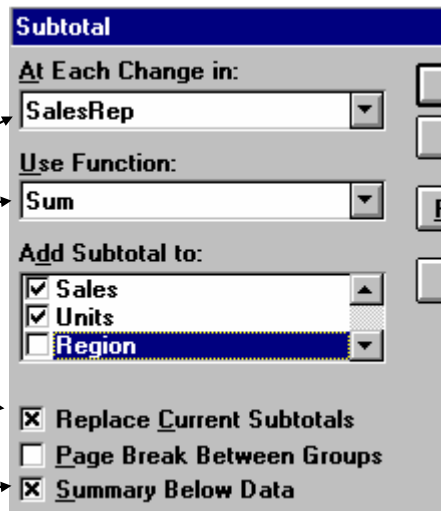 Subtotal
At Each Change in:
SalesRep
Use Function:
Sum
Add Subtotal to:
Sales
Units
Region
Replace Current Subtotals
Page Break Between Groups
Summary Below Data